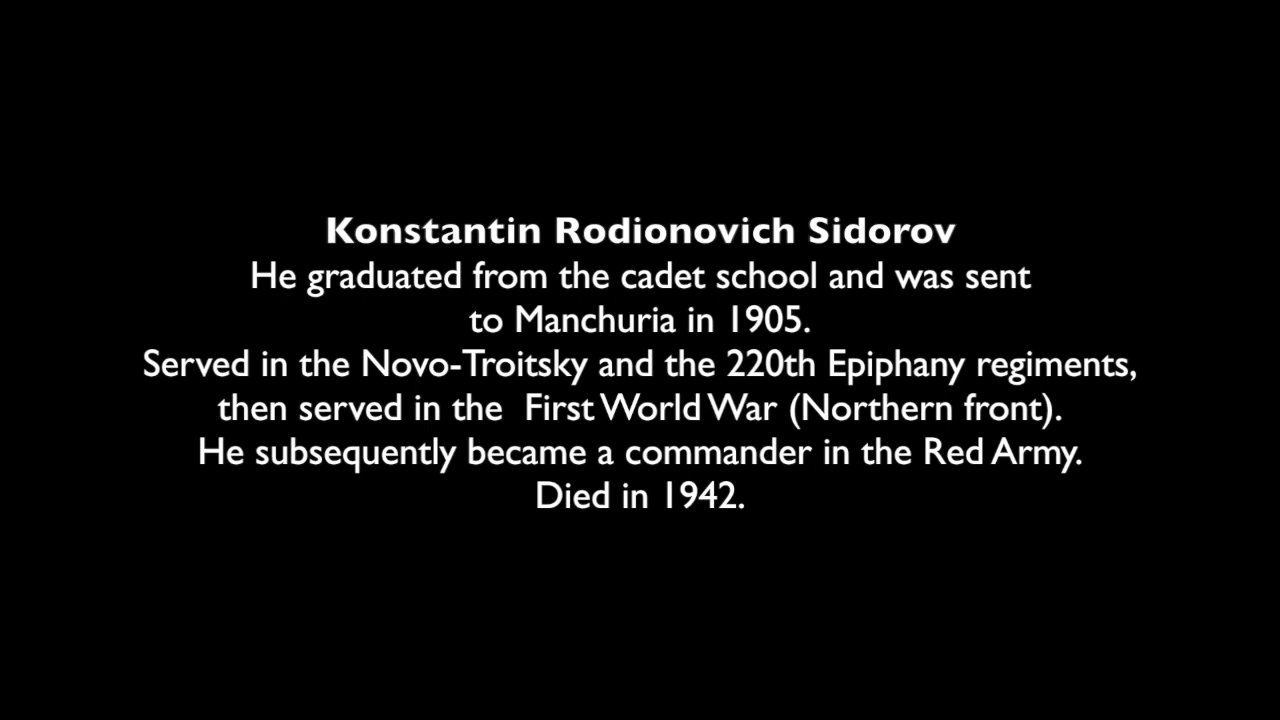 Konstantin Rodionovich Sidorov
He graduated from the cadet school and was sent
to Manchuria in 1905.
Served in the Novo-Troitsky and the 220th Epiphany regiments,
then served in the  First World War (Northern front).
He subsequently became a commander in the Red Army.
Died in 1942.